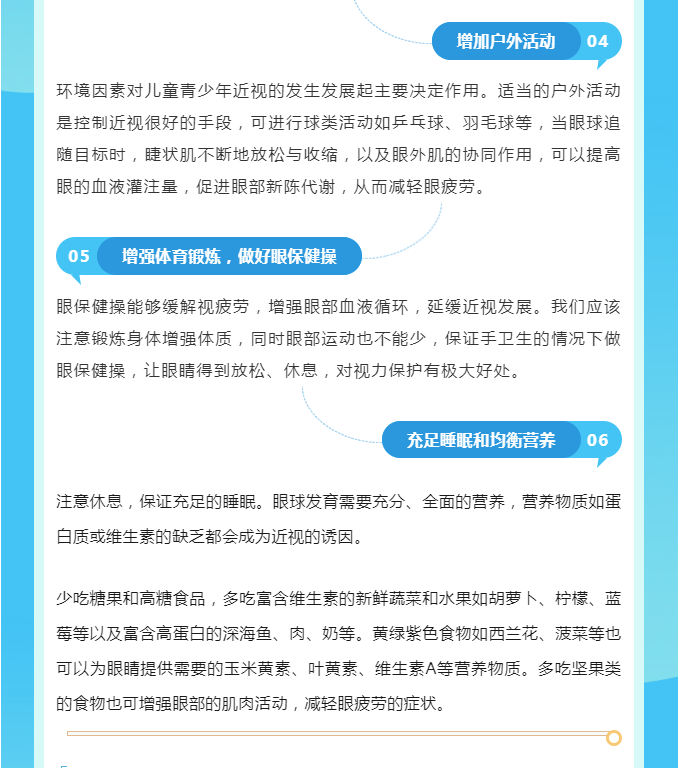 增加户外活动 04
环境因素对儿童青少年近视的发生发展起主要决定作用。适当的户外活动
是控制近视很好的手段，可进行球类活动如乒乓球、羽毛球等，当眼球追
随目标时，睫状肌不断地放松与收缩，以及眼外肌的协同作用，可以提高
眼的血液灌注量，促进眼部新陈代谢，从而减轻眼疲劳。
05 增强体育锻炼，做好眼保健操
眼保健操能够缓解视疲劳，增强眼部血液循环，延缓近视发展。我们应该
注意锻炼身体增强体质，同时眼部运动也不能少，保证手卫生的情况下做
眼保健操，让眼睛得到放松、休息，对视力保护有极大好处。
充足睡眠和均衡营养 06
注意休息，保证充足的睡眠。眼球发育需要充分、全面的营养，营养物质如蛋
白质或维生素的缺乏都会成为近视的诱因。
少吃糖果和高糖食品，多吃富含维生素的新鲜蔬菜和水果如胡萝卜、柠檬、蓝
莓等以及富含高蛋白的深海鱼、肉、奶等。黄绿紫色食物如西兰花、菠菜等也
可以为眼睛提供需要的玉米黄素、叶黄素、维生素A等营养物质。多吃坚果类
的食物也可增强眼部的肌肉活动，减轻眼疲劳的症状。